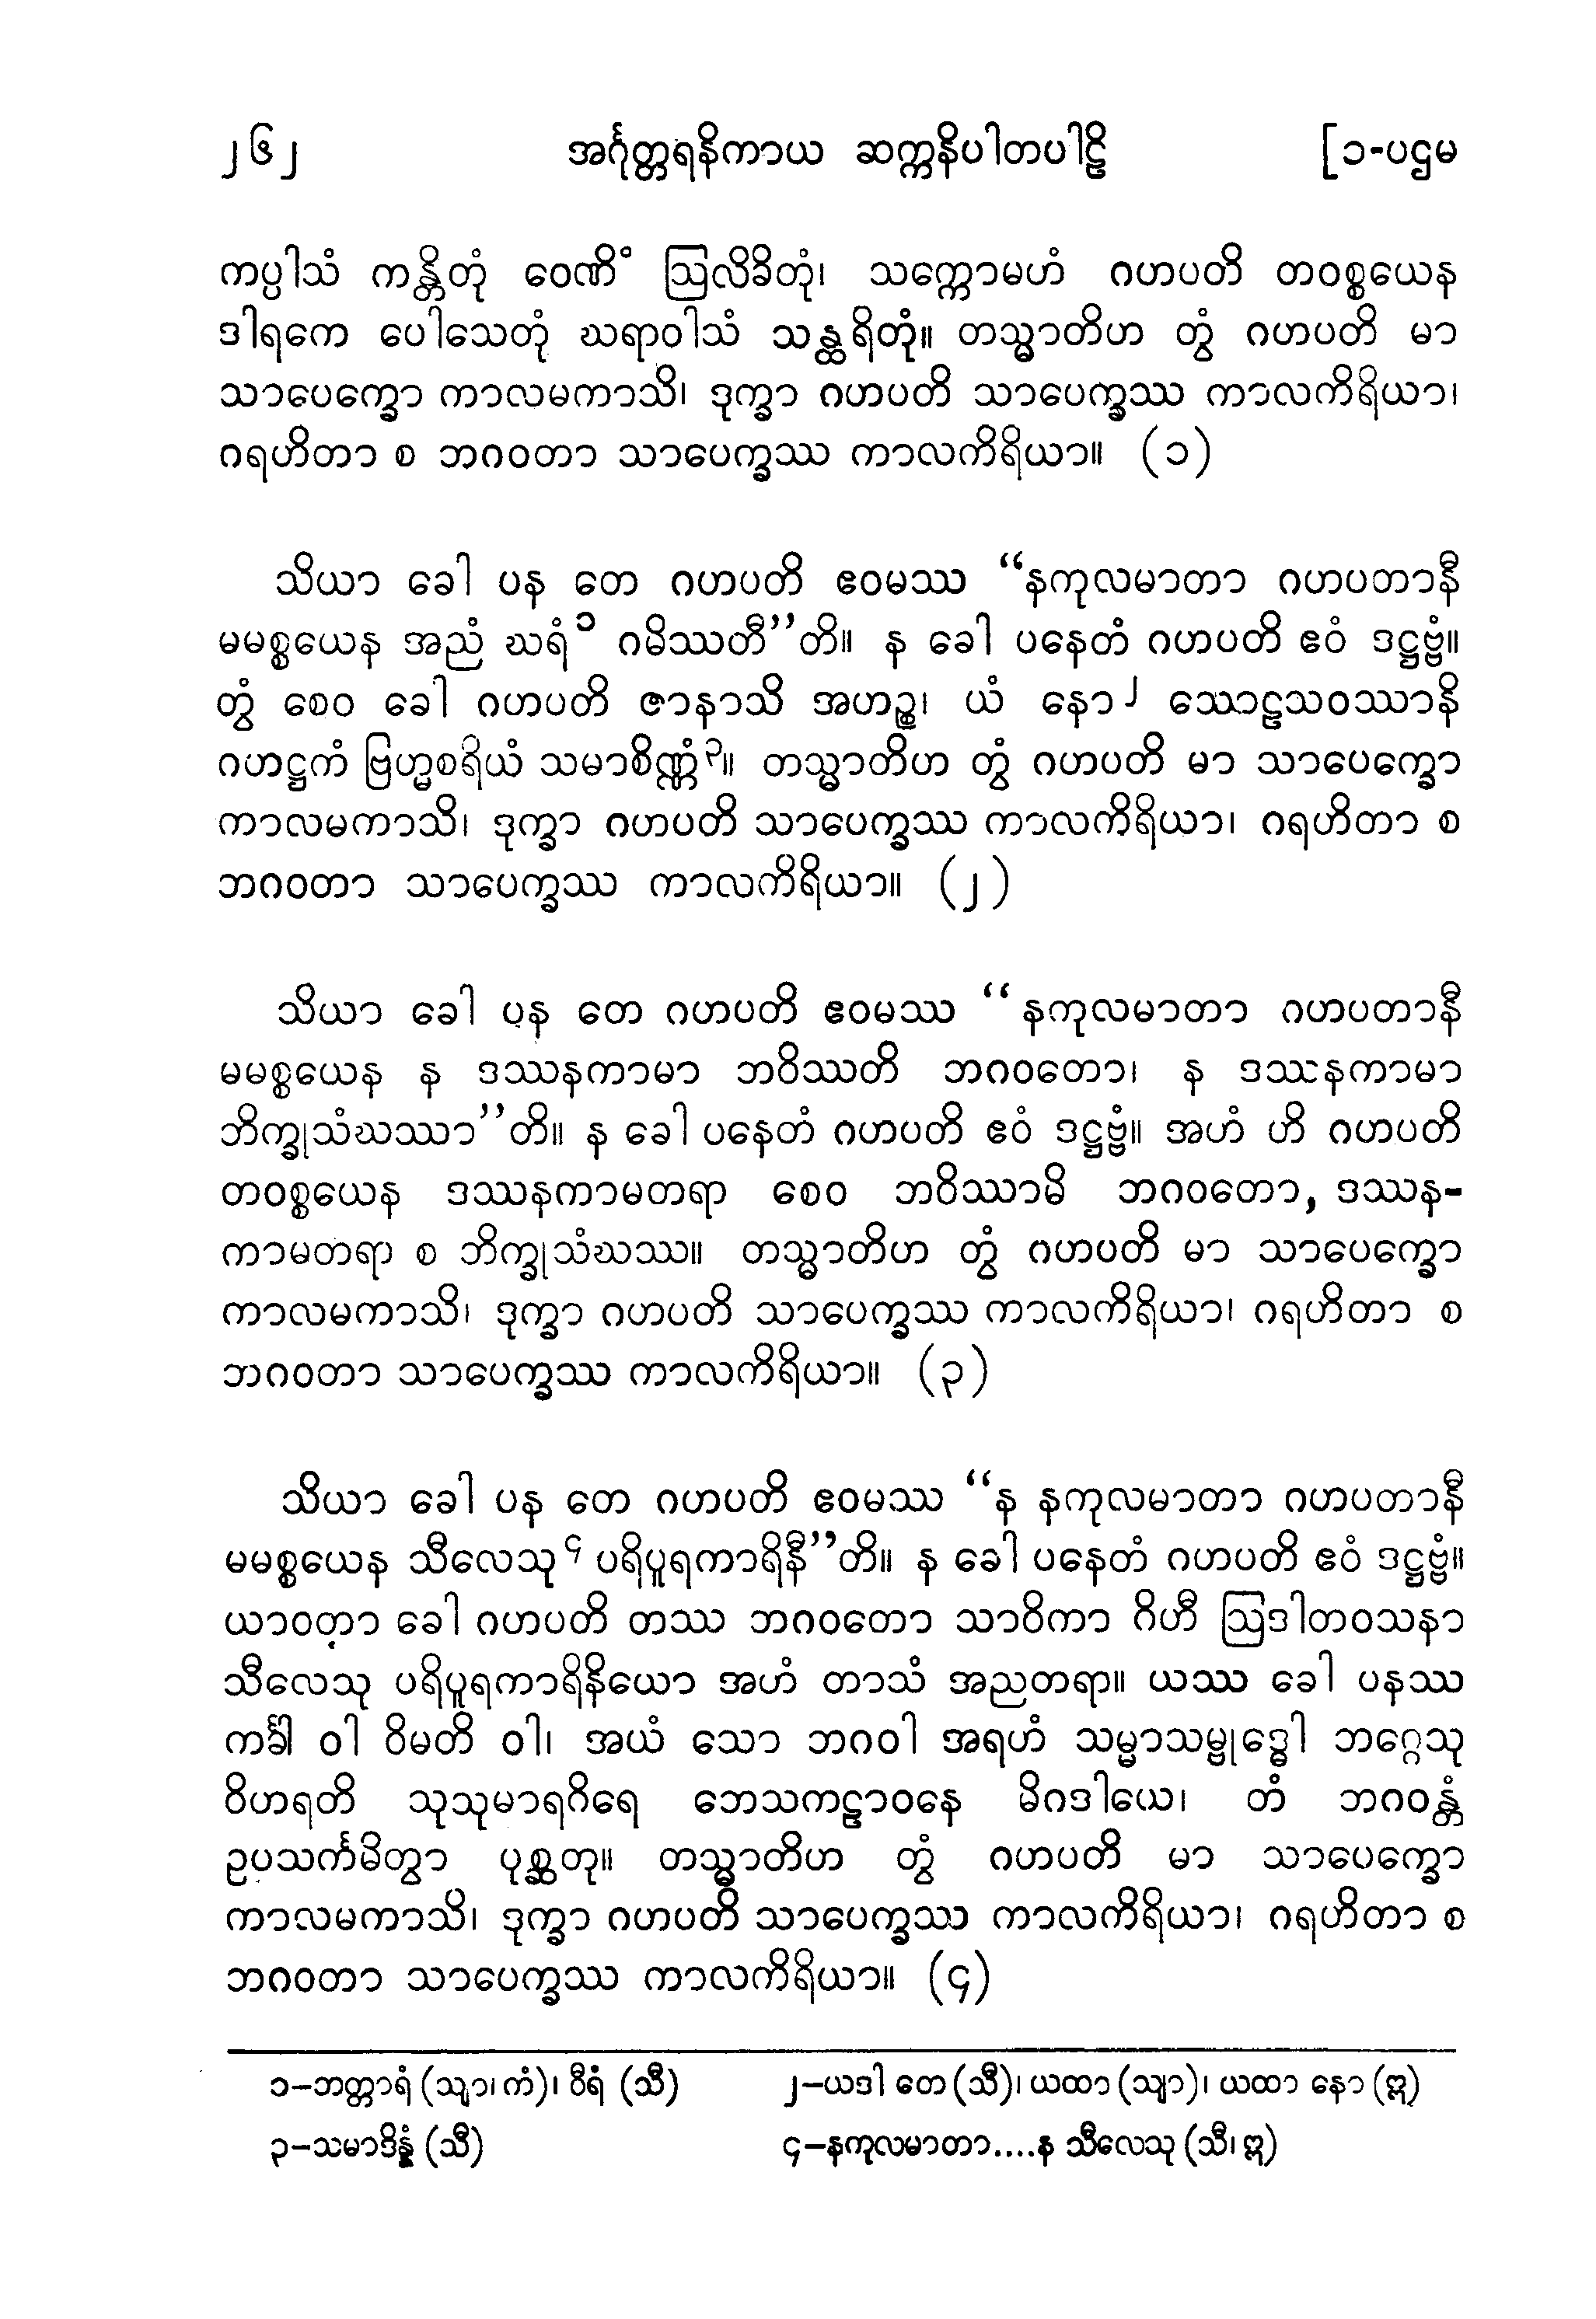 ၂၆၂ အင်္ဂုတ္တရနိကာယ ဆက္ကနိပါတပါဠိ [၁-ပဌမ
ကပ္ပါသံ ကန္တိတုံ ဝေဏိံ ဩလိခိတုံ၊ သက္ကောမဟံ ဂဟပတိ တဝစ္စယေန
ဒါရကေ ပေါသေတုံ ဃရာဝါသံ သန္ထရိတုံ။ တသ္မာတိဟ တွံ ဂဟပတိ မာ
သာပေက္ခော ကာလမကာသိ၊ ဒုက္ခာ ဂဟပတိ သာပေက္ခဿ ကာလကိရိယာ၊
ဂရဟိတာ စ ဘဂဝတာ သာပေက္ခဿ ကာလကိရိယာ။ (၁)
သိယာ ခေါ ပန တေ ဂဟပတိ ဧဝမဿ “နကုလမာတာ ဂဟပတာနီ
မမစ္စယေန အညံ ဃရံ၁ ဂမိဿတီ”တိ။ န ခေါ ပနေတံ ဂဟပတိ ဧဝံ ဒဋ္ဌဗ္ဗံ။
တွံ စေဝ ခေါ ဂဟပတိ ဇာနာသိ အဟဉ္စ၊ ယံ နော၂ သောဠသဝဿာနိ
ဂဟဋ္ဌကံ ဗြဟ္မစရိယံ သမာစိဏ္ဏံ၃။ တသ္မာတိဟ တွံ ဂဟပတိ မာ သာပေက္ခော
ကာလမကာသိ၊ ဒုက္ခာ ဂဟပတိ သာပေက္ခဿ ကာလကိရိယာ၊ ဂရဟိတာ စ
ဘဂဝတာ သာပေက္ခဿ ကာလကိရိယာ။ (၂)
သိယာ ခေါ ပန တေ ဂဟပတိ ဧဝမဿ “နကုလမာတာ ဂဟပတာနီ
မမစ္စယေန န ဒဿနကာမာ ဘဝိဿတိ ဘဂဝတော၊ န ဒဿနကာမာ
ဘိက္ခုသံဃဿာ”တိ။ န ခေါ ပနေတံ ဂဟပတိ ဧဝံ ဒဋ္ဌဗ္ဗံ။ အဟံ ဟိ ဂဟပတိ
တဝစ္စယေန ဒဿနကာမတရာ စေဝ ဘဝိဿာမိ ဘဂဝတော, ဒဿန-
ကာမတရာ စ ဘိက္ခုသံဃဿ။ တသ္မာတိဟ တွံ ဂဟပတိ မာ သာပေက္ခော
ကာလမကာသိ၊ ဒုက္ခာ ဂဟပတိ သာပေက္ခဿ ကာလကိရိယာ၊ ဂရဟိတာ စ
ဘဂဝတာ သာပေက္ခဿ ကာလကိရိယာ။ (၃)
သိယာ ခေါ ပန တေ ဂဟပတိ ဧဝမဿ “န နကုလမာတာ ဂဟပတာနီ
မမစ္စယေန သီလေသု၄ ပရိပူရကာရိနီ”တိ။ န ခေါ ပနေတံ ဂဟပတိ ဧဝံ ဒဋ္ဌဗ္ဗံ။
ယာဝတာ ခေါ ဂဟပတိ တဿ ဘဂဝတော သာဝိကာ ဂိဟီ ဩဒါတဝသနာ
သီလေသု ပရိပူရကာရိနိယော အဟံ တာသံ အညတရာ။ ယဿ ခေါ ပနဿ
ကင်္ခါ ဝါ ဝိမတိ ဝါ၊ အယံ သော ဘဂဝါ အရဟံ သမ္မာသမ္ဗုဒ္ဓေါ ဘဂ္ဂေသု
ဝိဟရတိ သုသုမာရဂိရေ ဘေသကဠာဝနေ မိဂဒါယေ၊ တံ ဘဂဝန္တံ
ဥပသင်္ကမိတွာ ပုစ္ဆတု။ တသ္မာတိဟ တွံ ဂဟပတိ မာ သာပေက္ခော
ကာလမကာသိ၊ ဒုက္ခာ ဂဟပတိ သာပေက္ခဿ ကာလကိရိယာ၊ ဂရဟိတာ စ
ဘဂဝတာ သာပေက္ခဿ ကာလကိရိယာ။ (၄)
၁–ဘတ္တာရံ (သျာ၊ ကံ)၊ ဝီရံ (သီ) ၂–ယဒါ တေ (သီ)၊ ယထာ (သျာ)၊ ယထာ နော (ဣ)
၃–သမာဒိန္နံ (သီ) ၄–နကုလမာတာ....န သီလေသု (သီ၊ ဣ)